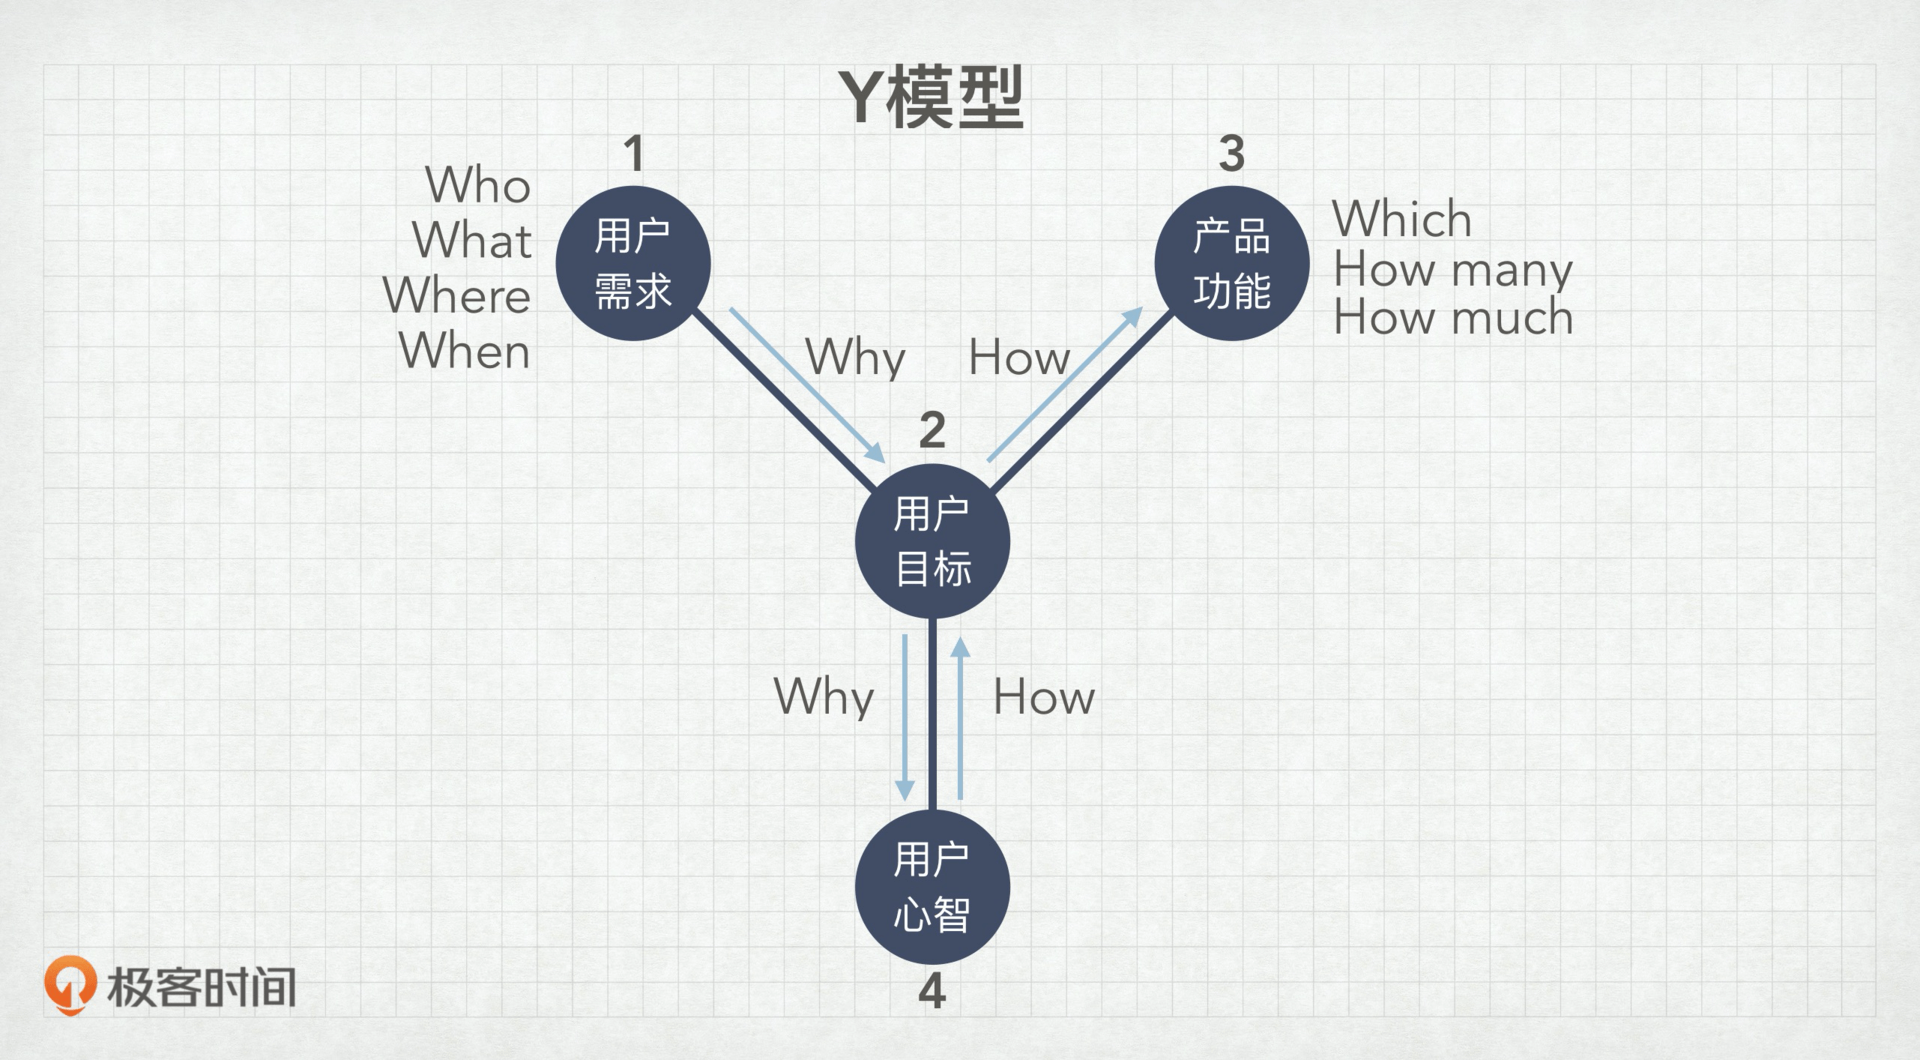 Y模型
1
Who
What
Where
When
用户
需求
3
产品
功能
Which
How many
How much
Why
How
2
用户
目标
Why
How
用户
心智
4
极客时间